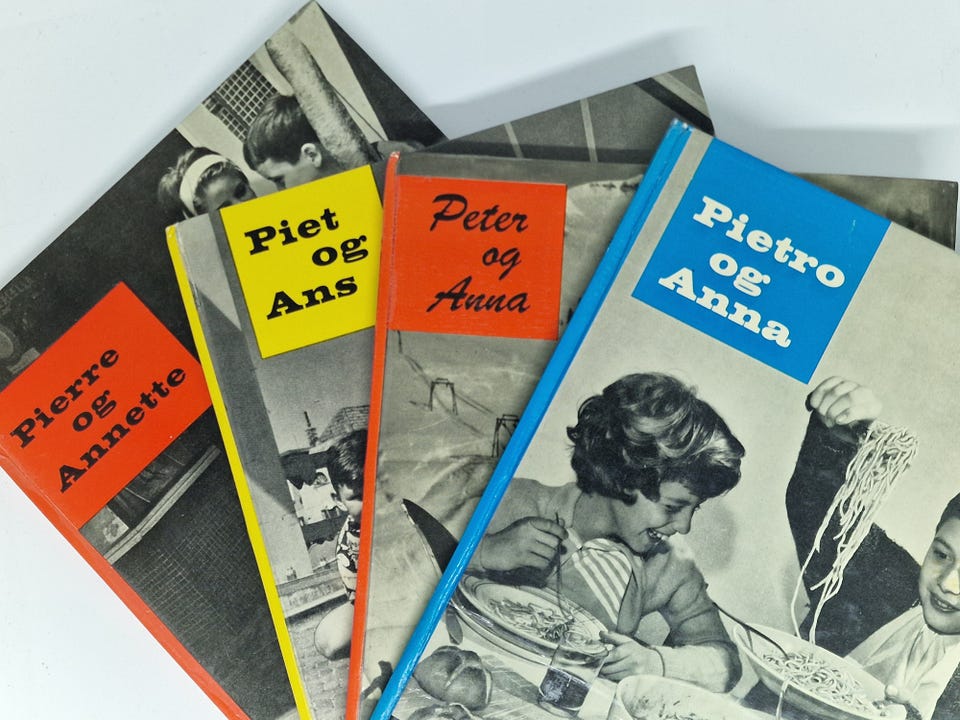 Pierre
og
Annette
Piet
og
Ans
Peter
og
Anna
Pietro
og
Anna